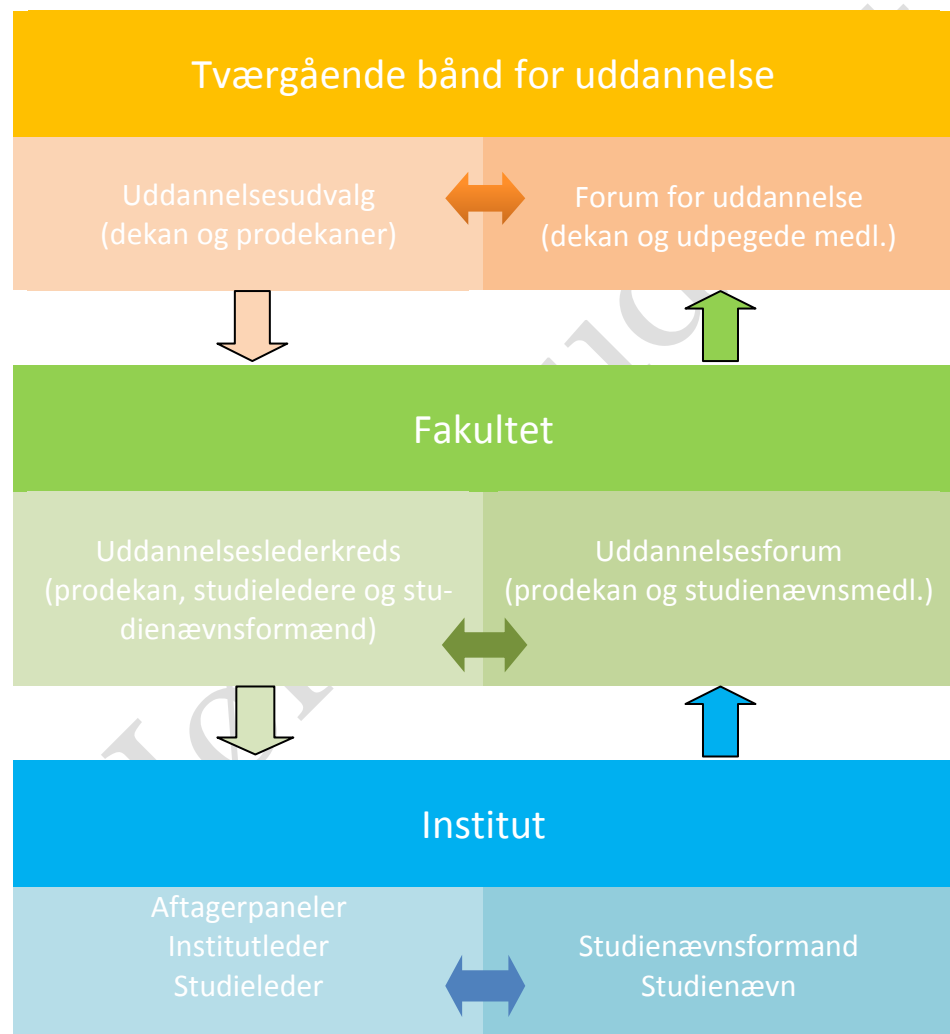 Tværgående bånd for uddannelse
Uddannelsesudvalg
(dekan og prodekaner)
Forum for uddannelse
(dekan og udpegede medl.)
Fakultet
Uddannelseslederkreds
(prodekan, studieledere og stu-
dienævnsformænd)
Uddannelsesforum
(prodekan og studienævnsmedl.)
Institut
Aftagerpaneler
Institutleder
Studieleder
Studienævnsformand
Studienævn